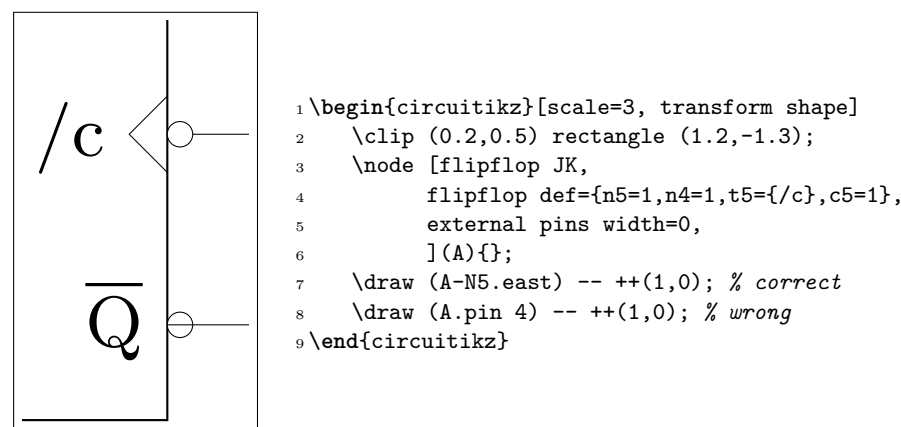 /c
Q
1 \begin{circuitikz}[scale=3, transform shape]
2 \clip (0.2,0.5) rectangle (1.2,-1.3);
3 \node [flipflop JK,
4 flipflop def={n5=1,n4=1,t5={/c},c5=1},
5 external pins width=0,
6 ](A){};
7 \draw (A-N5.east) -- ++(1,0); % correct
8 \draw (A.pin 4) -- ++(1,0); % wrong
9 \end{circuitikz}